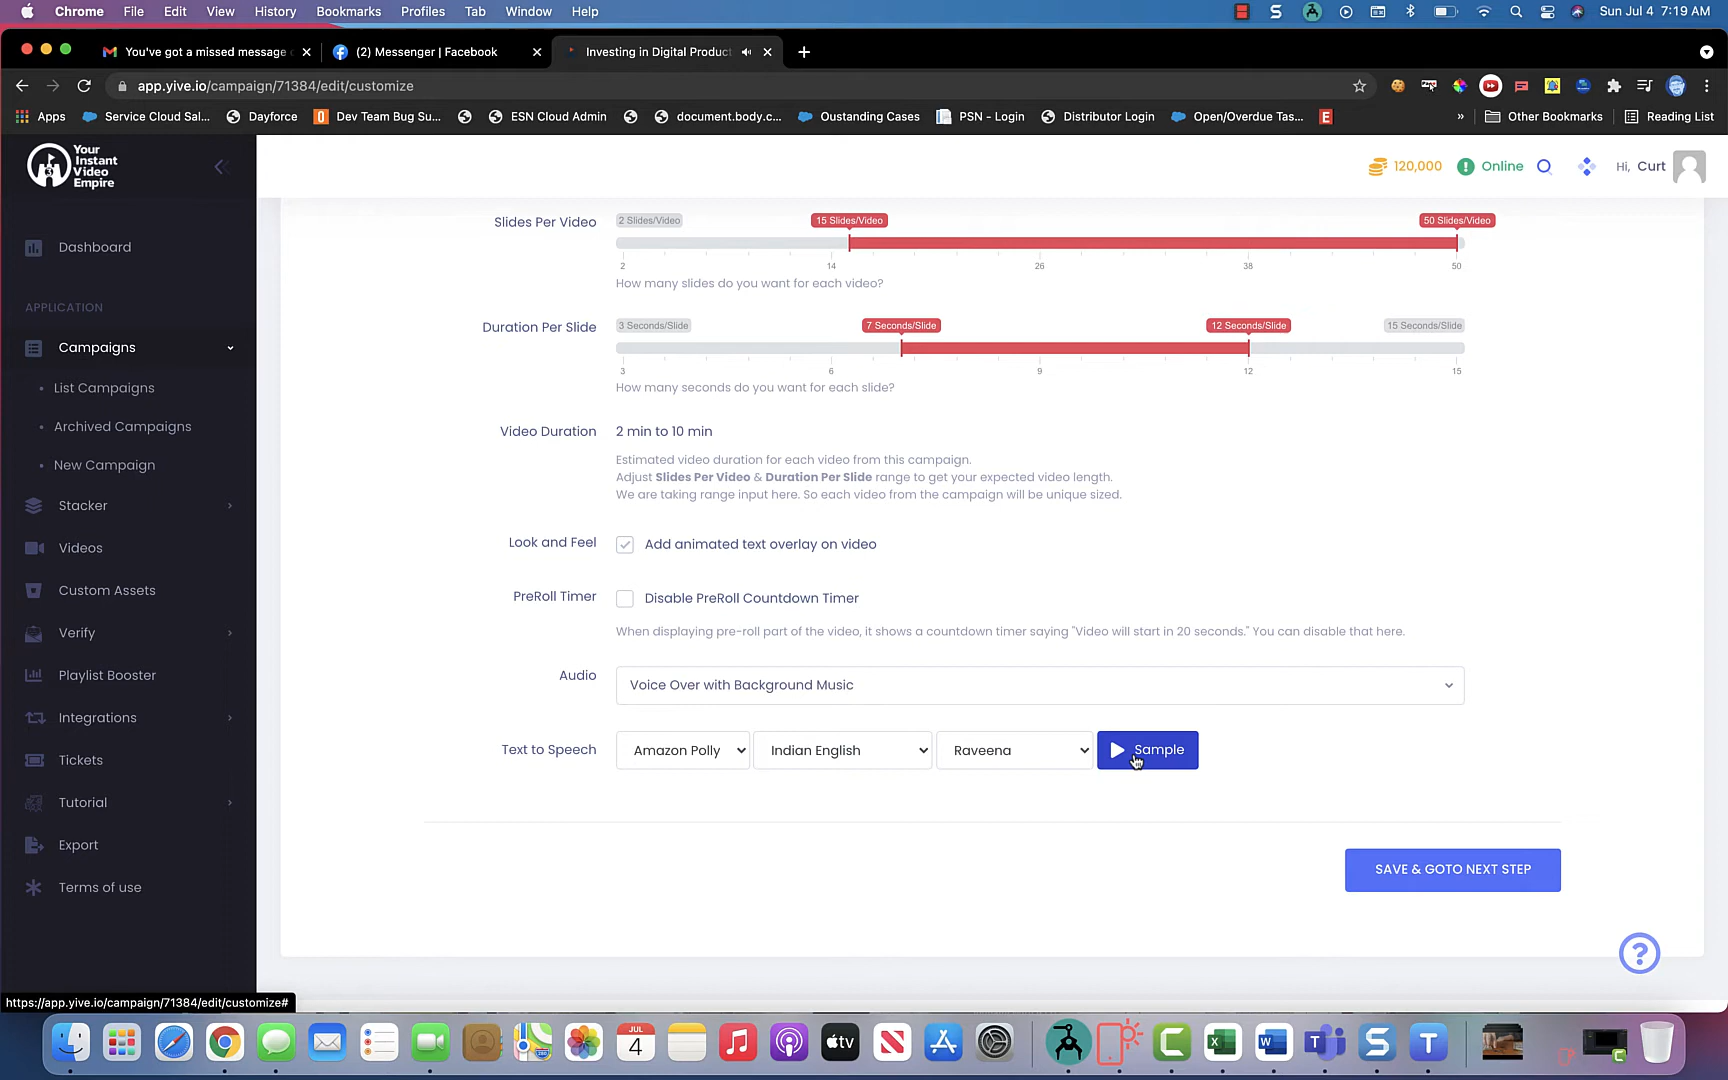 Chrome File Edit View History Bookmarks Profiles Tab Window Help
Sun Jul 4 7:19 AM
You've got a missed message
(2) Messenger | Facebook
Investing in Digital Product
app.yive.io/campaign/71384/edit/customize
Apps
Service Cloud Sal...
Dayforce
Dev Team Bug Su...
ESN Cloud Admin
document.body.c...
Oustanding Cases
PSN - Login
Distributor Login
Open/Overdue Tas...
E
»
Other Bookmarks
Reading List
Your
Instant
Video
Empire
120,000
Online
Hi, Curt
Dashboard
APPLICATION
Campaigns
List Campaigns
Archived Campaigns
New Campaign
Stacker
Videos
Custom Assets
Verify
Playlist Booster
Integrations
Tickets
Tutorial
Export
Terms of use
Slides Per Video
2 Slides/Video
15 Slides/Video
50 Slides/Video
2 14 26 38 50
How many slides do you want for each video?
Duration Per Slide
3 Seconds/Slide
7 Seconds/Slide
12 Seconds/Slide
15 Seconds/Slide
3 6 9 12 15
How many seconds do you want for each slide?
Video Duration
2 min to 10 min
Estimated video duration for each video from this campaign.
Adjust Slides Per Video & Duration Per Slide range to get your expected video length.
We are taking range input here. So each video from the campaign will be unique sized.
Look and Feel
Add animated text overlay on video
PreRoll Timer
Disable PreRoll Countdown Timer
When displaying pre-roll part of the video, it shows a countdown timer saying "Video will start in 20 seconds." You can disable that here.
Audio
Voice Over with Background Music
Text to Speech
Amazon Polly
Indian English
Raveena
Sample
SAVE & GOTO NEXT STEP
?
https://app.yive.io/campaign/71384/edit/customize#
JUL
4
tv